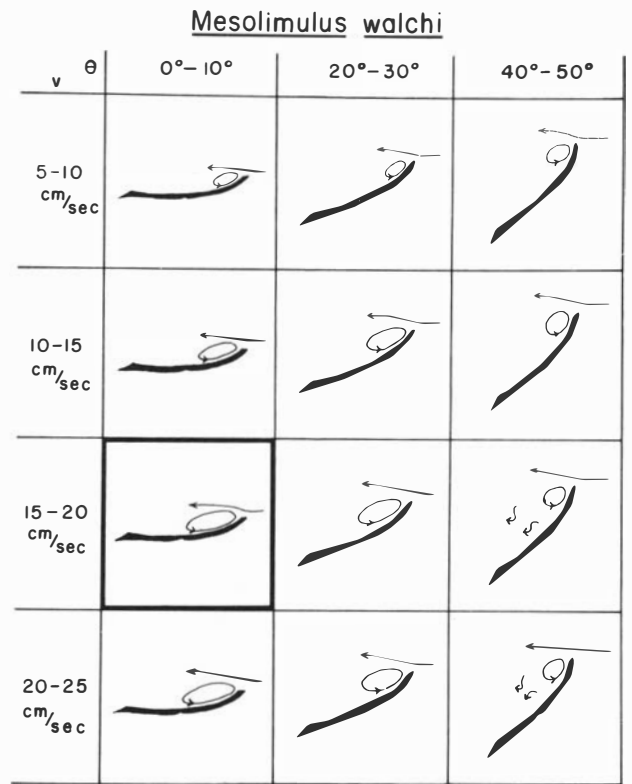 Mesolimulus walchi
θ
v
0°-10°
20°-30°
40°-50°
5-10
cm/sec
10-15
cm/sec
15-20
cm/sec
20-25
cm/sec